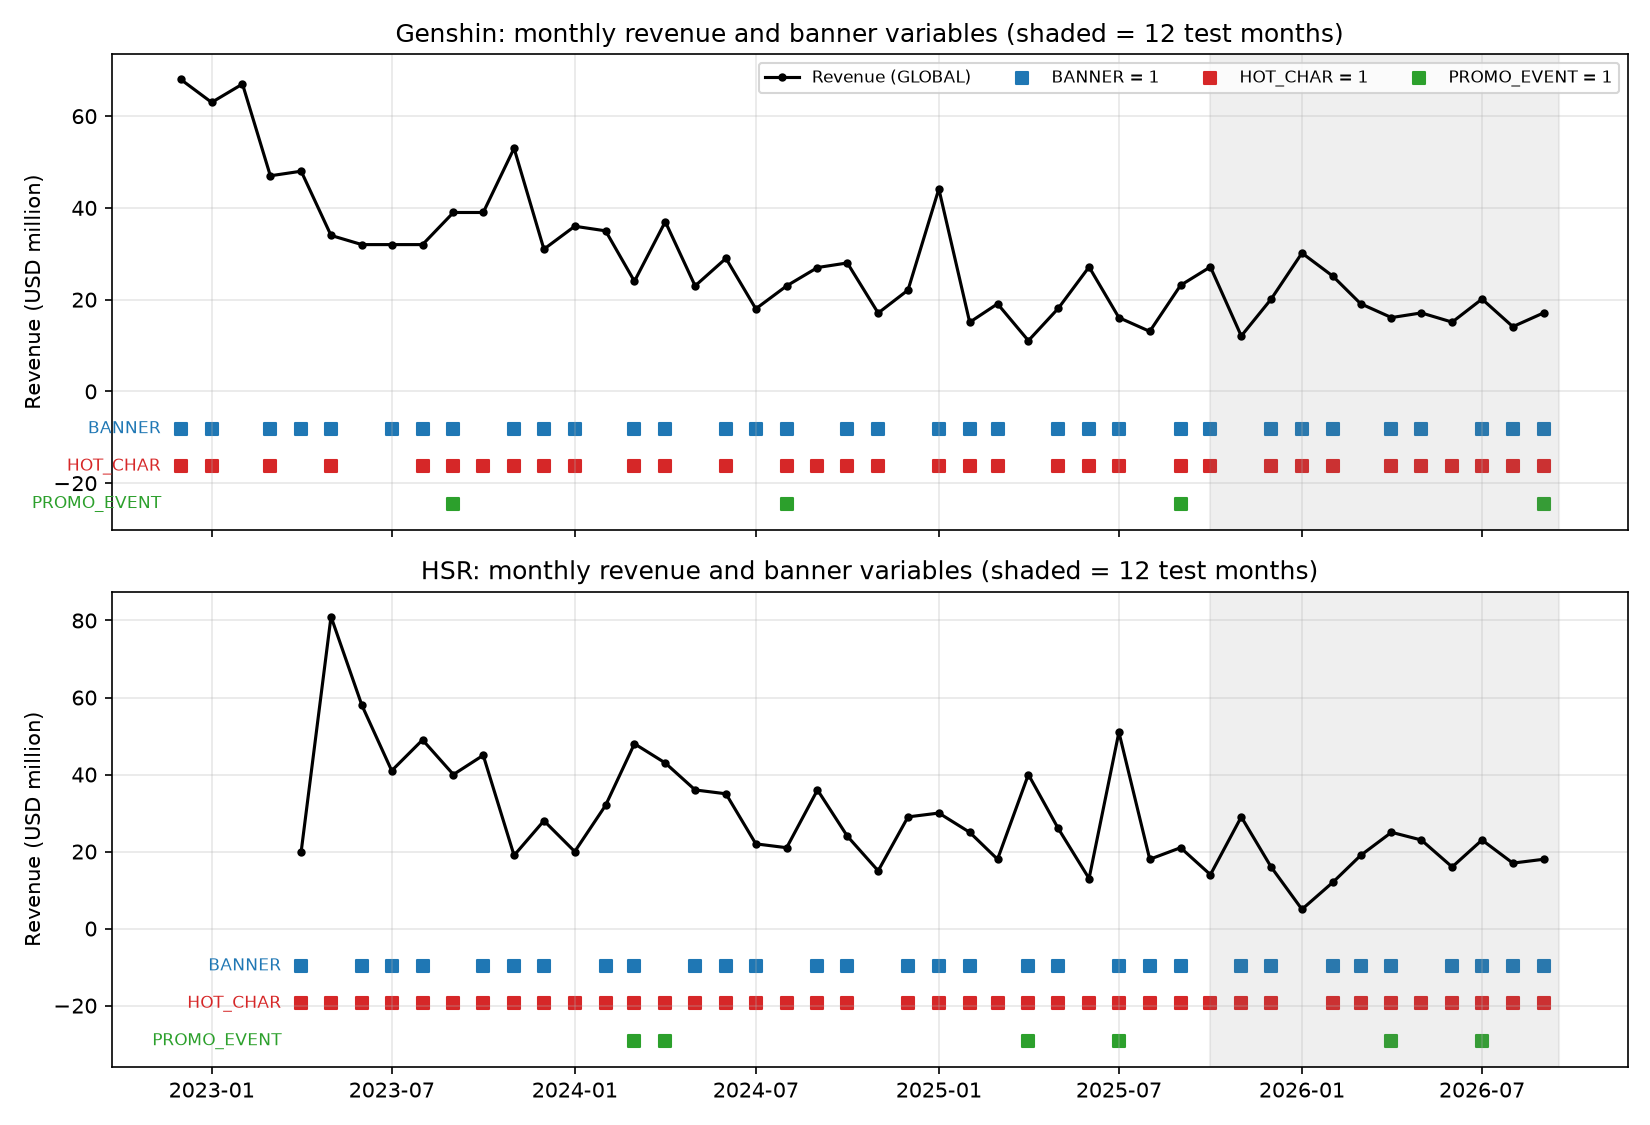 Genshin: monthly revenue and banner variables (shaded = 12 test months)
Revenue (GLOBAL) BANNER = 1 HOT_CHAR = 1 PROMO_EVENT = 1
Revenue (USD million)
60
40
20
0
BANNER
HOT_CHAR
−20
PROMO_EVENT
HSR: monthly revenue and banner variables (shaded = 12 test months)
Revenue (USD million)
80
60
40
20
0
BANNER
HOT_CHAR
−20
PROMO_EVENT
2023-01 2023-07 2024-01 2024-07 2025-01 2025-07 2026-01 2026-07